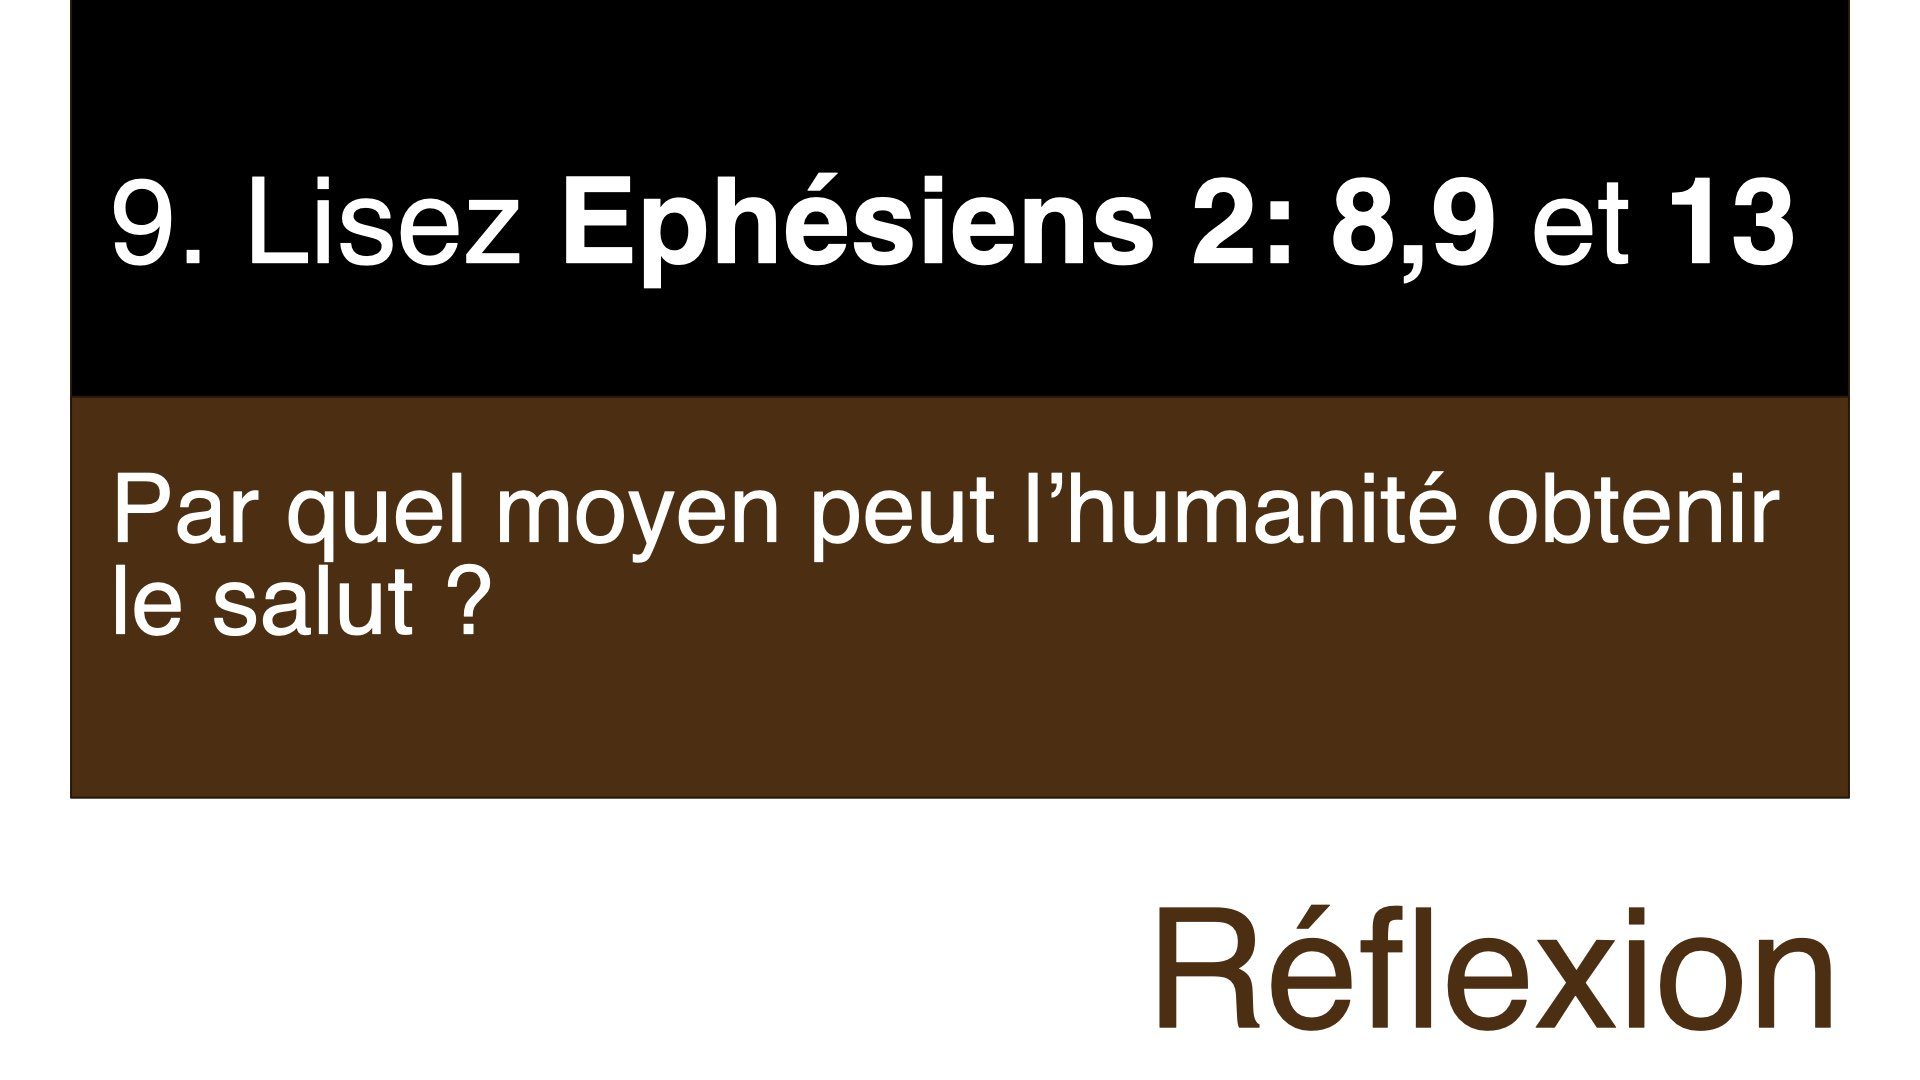 9. Lisez Ephésiens 2: 8,9 et 13
Par quel moyen peut l’humanité obtenir
le salut ?
Réflexion